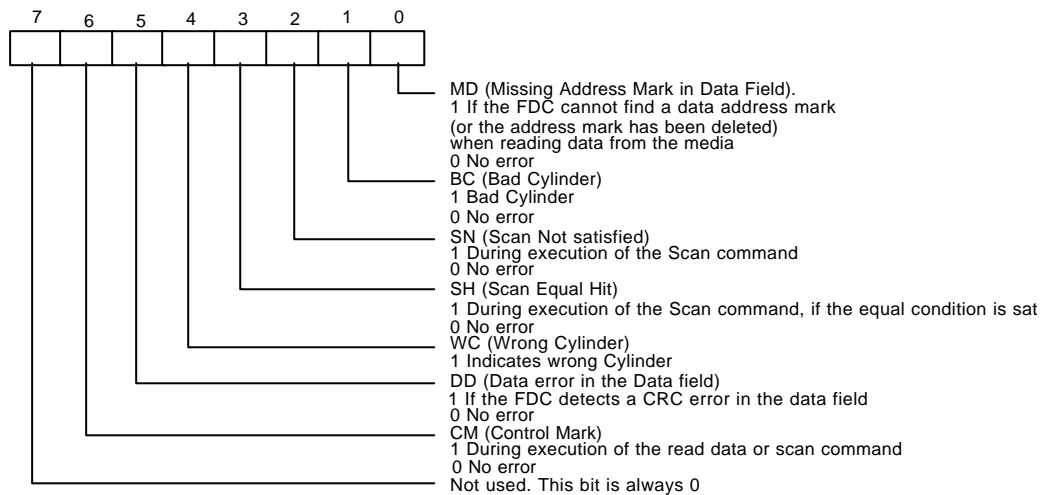 7 6 5 4 3 2 1 0
MD (Missing Address Mark in Data Field).
1 If the FDC cannot find a data address mark
(or the address mark has been deleted)
when reading data from the media
0 No error
BC (Bad Cylinder)
1 Bad Cylinder
0 No error
SN (Scan Not satisfied)
1 During execution of the Scan command
0 No error
SH (Scan Equal Hit)
1 During execution of the Scan command, if the equal condition is sat
0 No error
WC (Wrong Cylinder)
1 Indicates wrong Cylinder
DD (Data error in the Data field)
1 If the FDC detects a CRC error in the data field
0 No error
CM (Control Mark)
1 During execution of the read data or scan command
0 No error
Not used. This bit is always 0